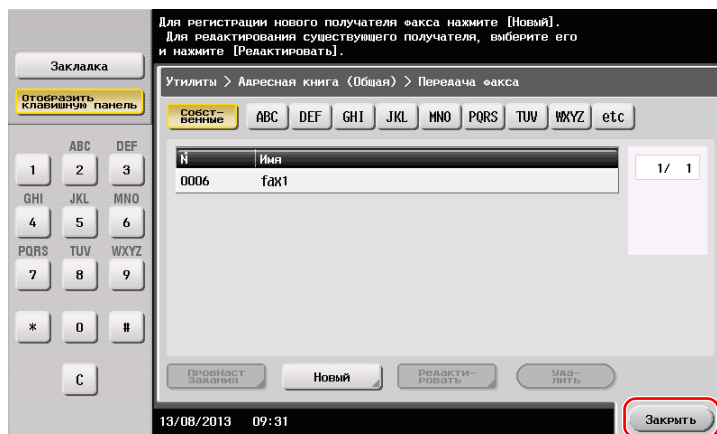 Для регистрации нового получателя факса нажмите [Новый].
Для редактирования существующего получателя, выберите его
и нажмите [Редактировать].
Закладка
Отобразить
клавишную панель
Утилиты > Адресная книга (Общая) > Передача факса
Собст-
венные
ABC DEF GHI JKL MNO PQRS TUV WXYZ etc
N Имя
0006 fax1
1/ 1
ABC DEF
1 2 3
GHI JKL MNO
4 5 6
PQRS TUV WXYZ
7 8 9
* 0 #
C
ПровНаст
Задания
Новый
Редакти-
ровать
Уда-
лить
13/08/2013 09:31
Закрыть